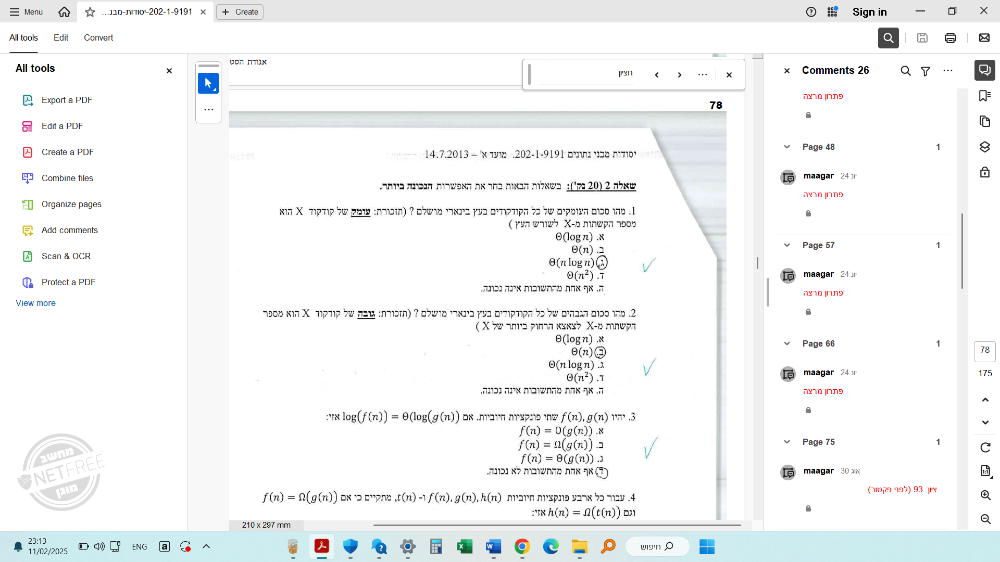 Menu
202-1-9191-יסודות-מבנ...
Create
Sign in
All tools
Edit
Convert
All tools
Export a PDF
Edit a PDF
Create a PDF
Combine files
Organize pages
Add comments
Scan & OCR
Protect a PDF
View more
אגודת הסט
חציון
78
יסודות מבני נתונים 202-1-9191. מועד א' – 14.7.2013
שאלה 2 (20 נק'): בשאלות הבאות בחר את האפשרות הנכונה ביותר.
1. מהו סכום העומקים של כל הקודקודים בעץ בינארי מושלם ? (תזכורת: עומק של קודקוד X הוא
מספר הקשתות מ-X לשורש העץ )
א. Θ(log n)
ב. Θ(n)
ג. Θ(n log n)
ד. Θ(n²)
ה. אף אחת מהתשובות אינה נכונה.
2. מהו סכום הגבהים של כל הקודקודים בעץ בינארי מושלם ? (תזכורת: גובה של קודקוד X הוא מספר
הקשתות מ-X לצאצא הרחוק ביותר של X )
א. Θ(log n)
ב. Θ(n)
ג. Θ(n log n)
ד. Θ(n²)
ה. אף אחת מהתשובות אינה נכונה.
3. יהיו f(n), g(n) שתי פונקציות חיוביות. אם log(f(n)) = Θ(log(g(n)) אזי:
א. f(n) = O(g(n))
ב. f(n) = Ω(g(n))
ג. f(n) = Θ(g(n))
ד. אף אחת מהתשובות לא נכונה.
4. עבור כל ארבע פונקציות חיוביות f(n), g(n), h(n) ו- t(n), מתקיים כי אם f(n) = Ω(g(n))
וגם h(n) = Ω(t(n)) אזי:
210 x 297 mm
Comments 26
פתרון מרצה
Page 48 1
maagar 24 יונ
פתרון מרצה
Page 57 1
maagar 24 יונ
פתרון מרצה
Page 66 1
maagar 24 יונ
פתרון מרצה
Page 75 1
maagar 30 אוג
ציון: 93 (לפני פקטור)
78
175
מחשב
NETFREE
מוגן
23:13
11/02/2025
ENG
חיפוש